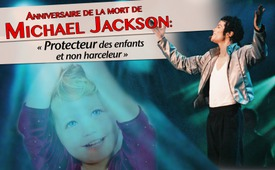 Anniversaire de la mort de
Michael Jackson:
« Protecteur des enfants
et non harceleur »